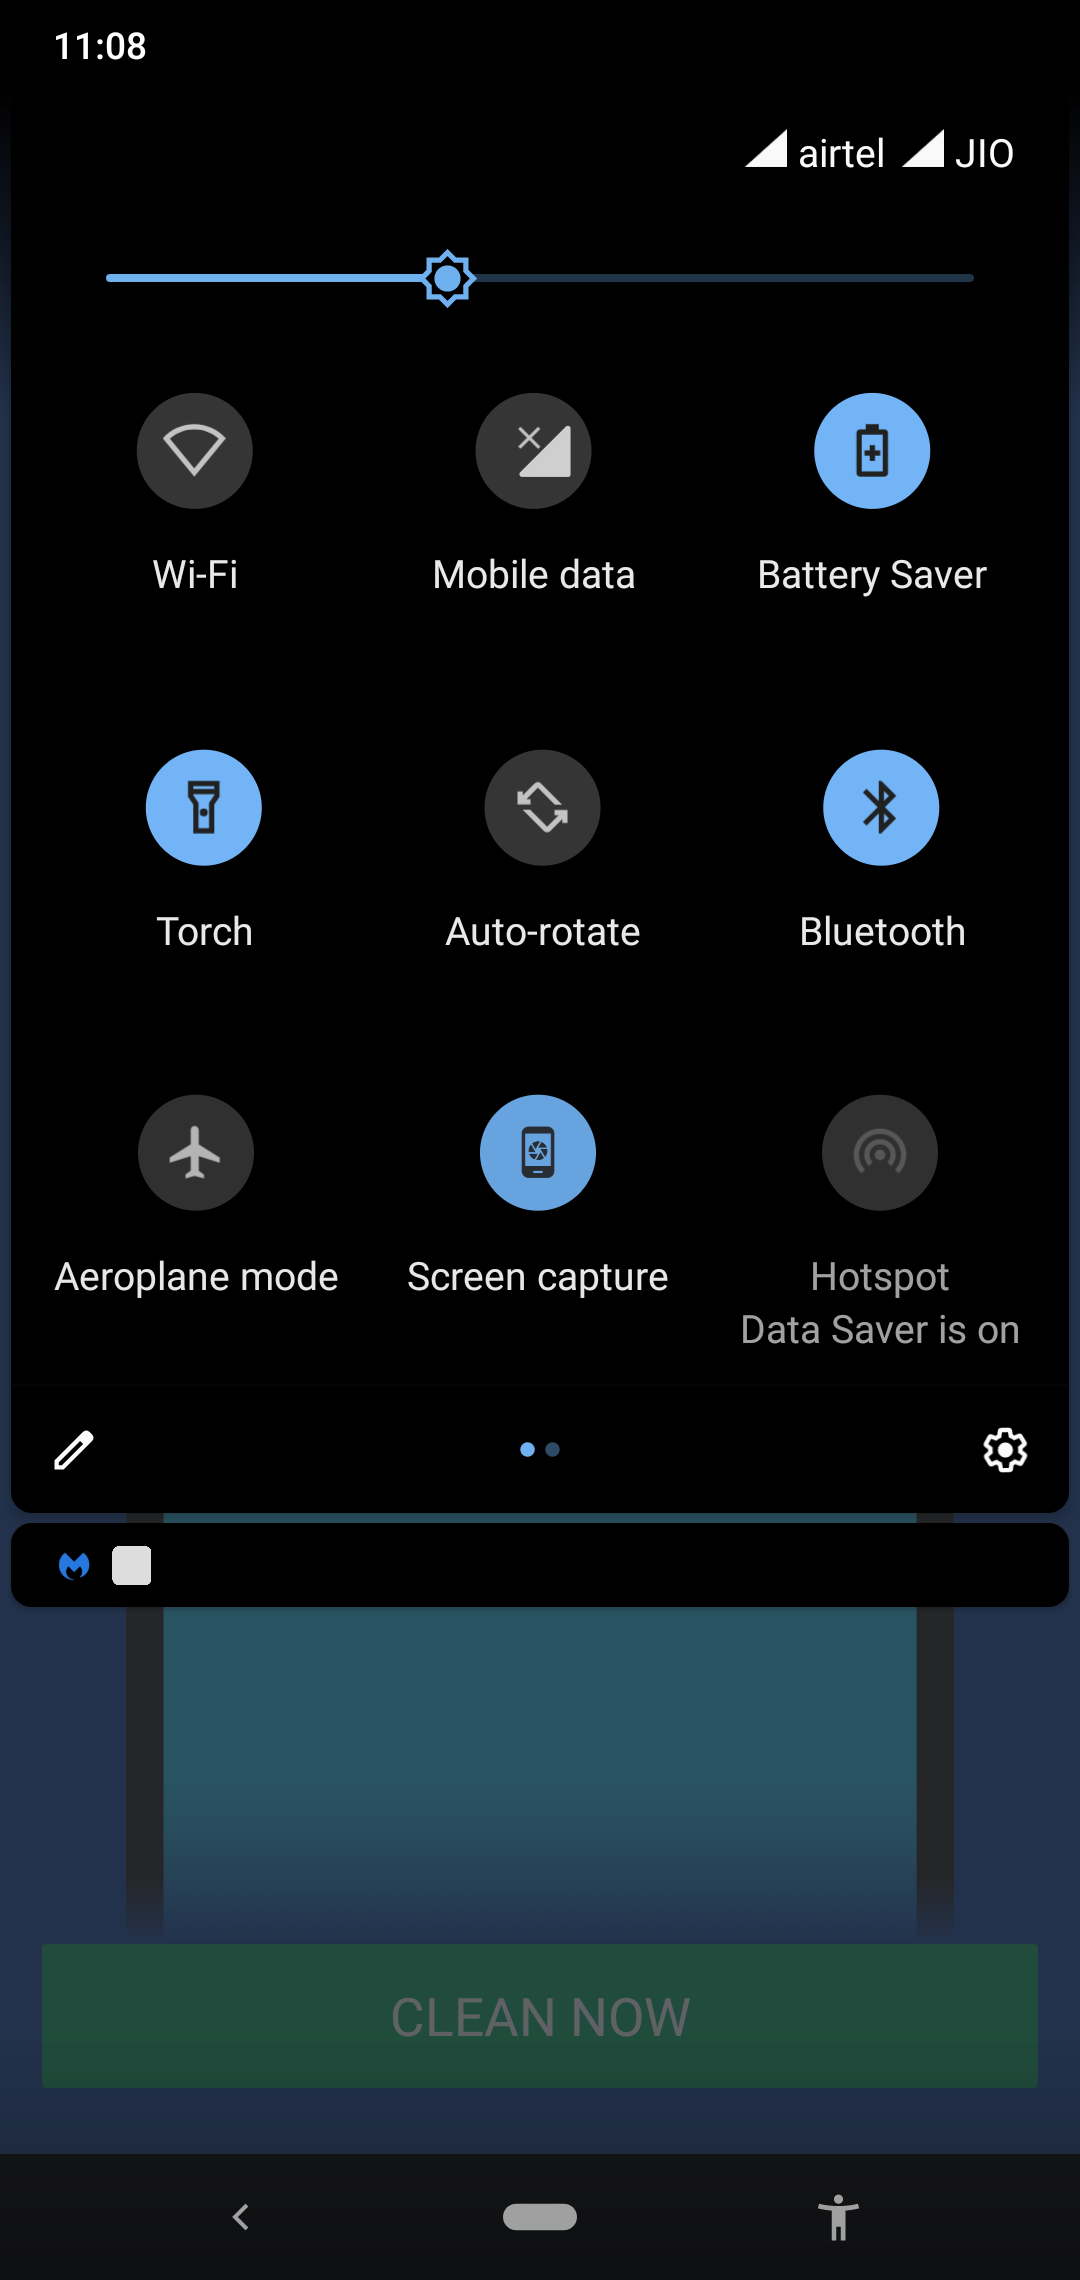 11:08
airtel JIO
Wi-Fi Mobile data Battery Saver
Torch Auto-rotate Bluetooth
Aeroplane mode Screen capture Hotspot
Data Saver is on
CLEAN NOW